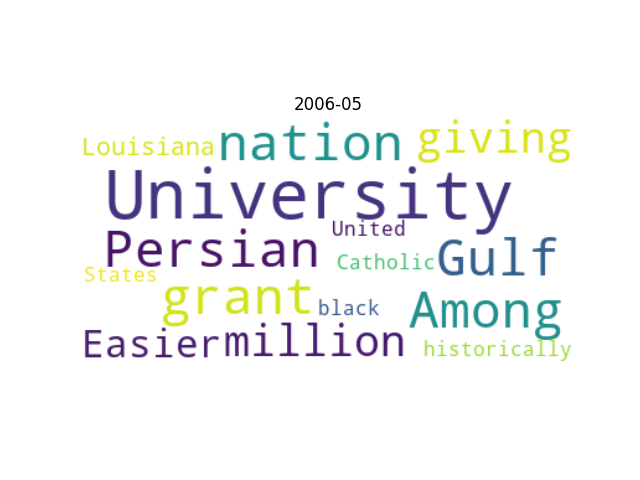 2006-05
Louisiana nation giving
University
United
Persian Catholic Gulf
States
grant black Among
Easier million historically